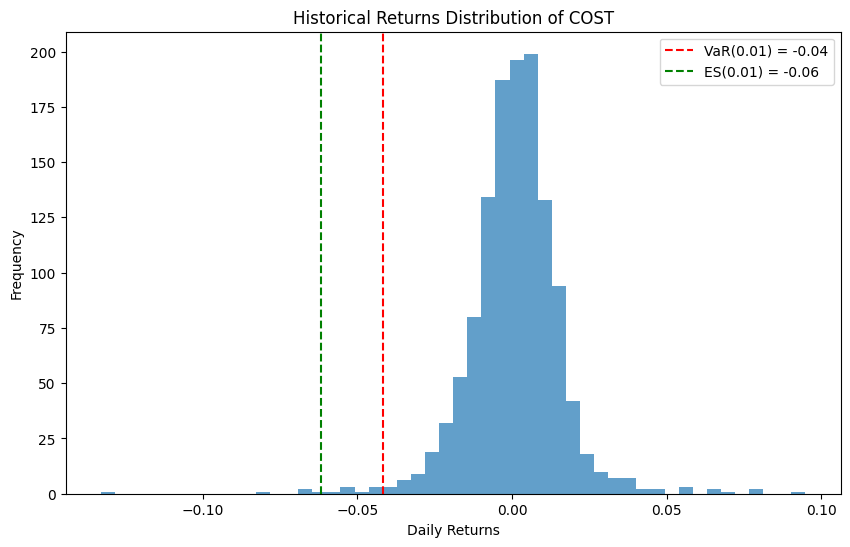 Historical Returns Distribution of COST
VaR(0.01) = -0.04
ES(0.01) = -0.06
200
175
150
125
100
75
50
25
0
Frequency
−0.10
−0.05
0.00
0.05
0.10
Daily Returns